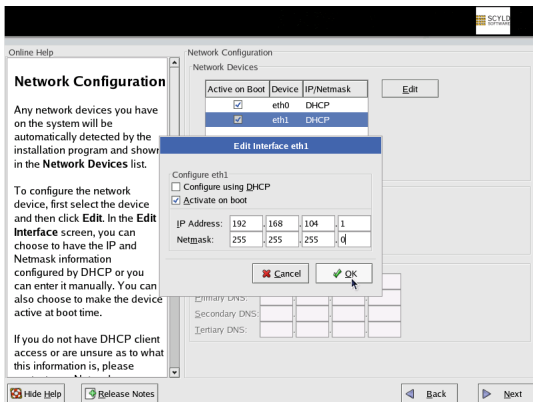 SCYLD
SOFTWARE
Online Help
Network Configuration
Any network devices you have
on the system will be
automatically detected by the
installation program and shown
in the Network Devices list.
To configure the network
device, first select the device
and then click Edit. In the Edit
Interface screen, you can
choose to have the IP and
Netmask information
configured by DHCP or you
can enter it manually. You can
also choose to make the device
active at boot time.
If you do not have DHCP client
access or are unsure as to what
this information is, please
Network Configuration
Network Devices
Active on Boot Device IP/Netmask
eth0 DHCP
eth1 DHCP
Edit
Edit Interface eth1
Configure eth1
Configure using DHCP
Activate on boot
IP Address: 192 . 168 . 104 . 1
Netmask: 255 . 255 . 255 . 0
Cancel
OK
Primary DNS:
Secondary DNS:
Tertiary DNS:
Hide Help
Release Notes
Back
Next